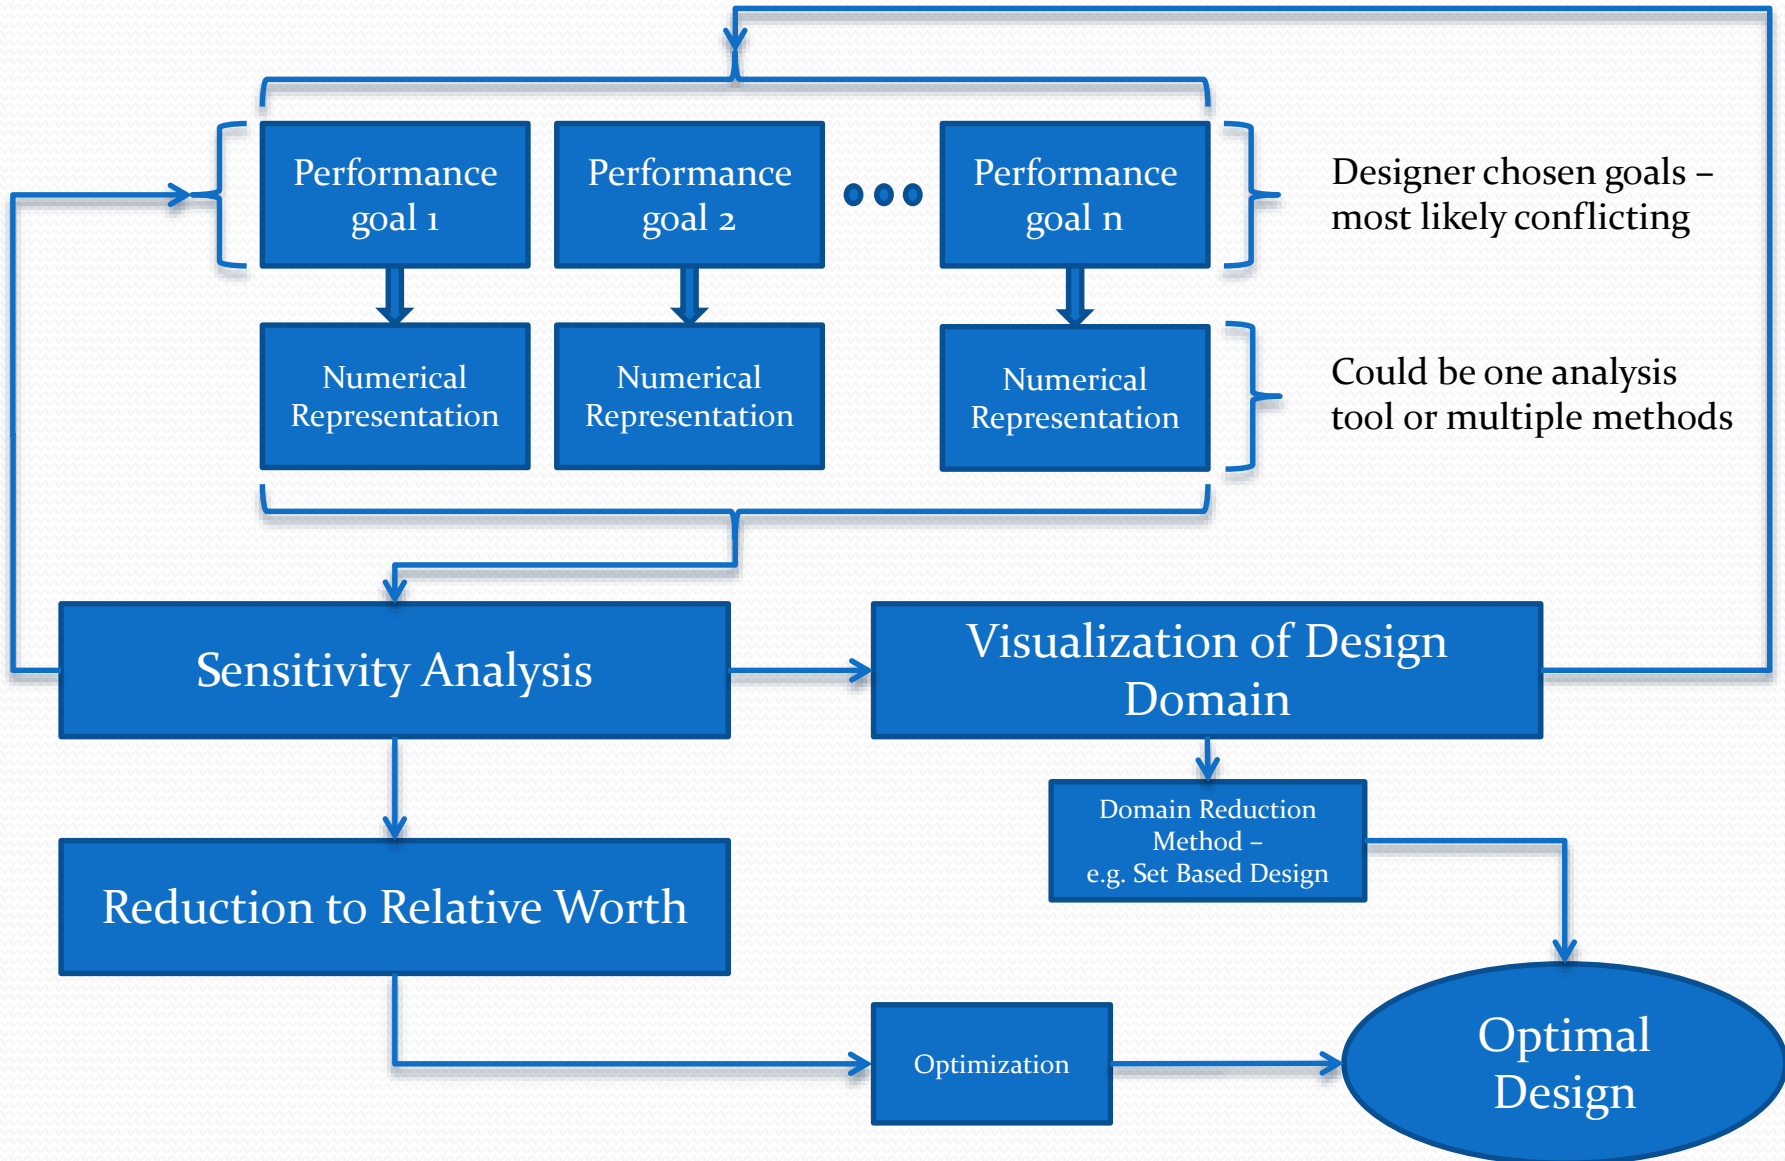 Performance
goal 1
Performance
goal 2
Performance
goal n
Designer chosen goals –
most likely conflicting
Numerical
Representation
Numerical
Representation
Numerical
Representation
Could be one analysis
tool or multiple methods
Sensitivity Analysis
Visualization of Design
Domain
Domain Reduction
Method –
e.g. Set Based Design
Reduction to Relative Worth
Optimization
Optimal
Design